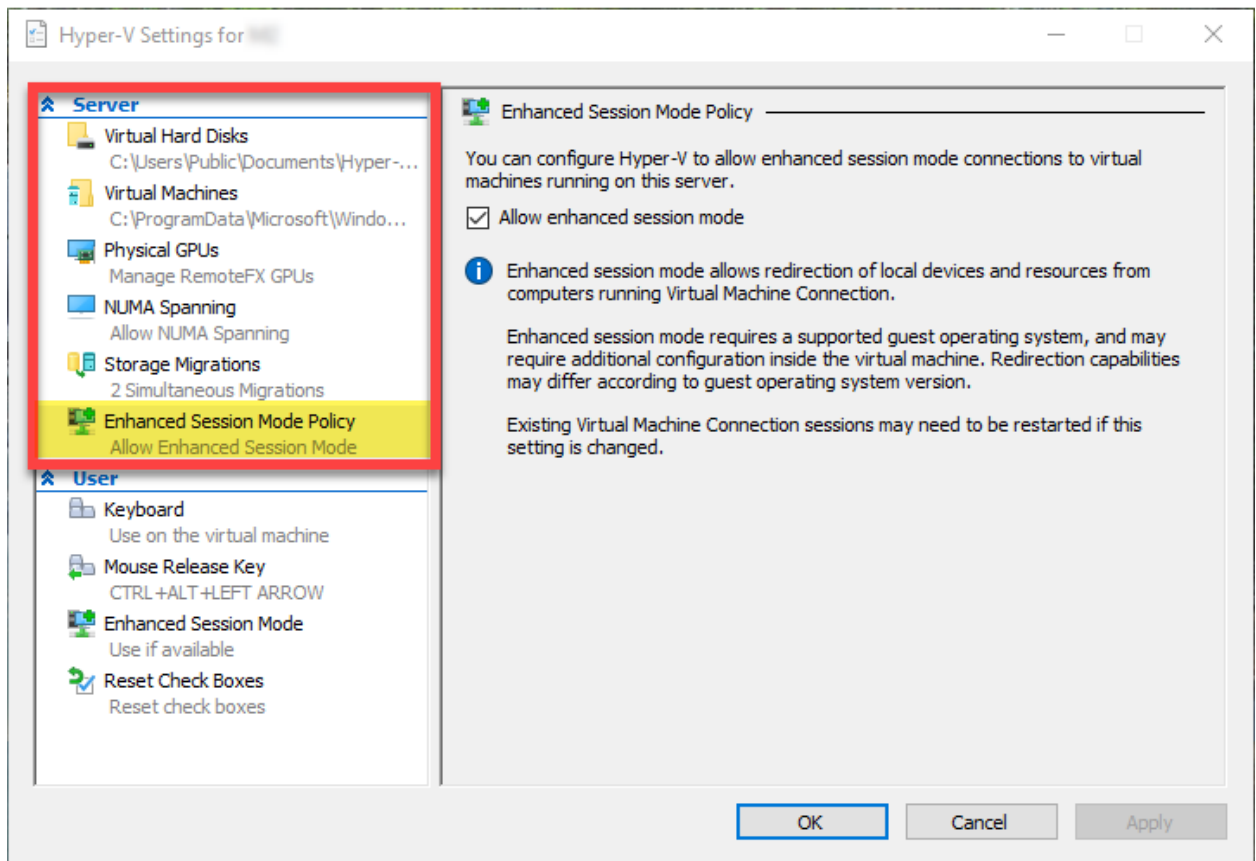 Hyper-V Settings for
Server
Virtual Hard Disks
C:\Users\Public\Documents\Hyper-...
Virtual Machines
C:\ProgramData\Microsoft\Windo...
Physical GPUs
Manage RemoteFX GPUs
NUMA Spanning
Allow NUMA Spanning
Storage Migrations
2 Simultaneous Migrations
Enhanced Session Mode Policy
Allow Enhanced Session Mode
User
Keyboard
Use on the virtual machine
Mouse Release Key
CTRL+ALT+LEFT ARROW
Enhanced Session Mode
Use if available
Reset Check Boxes
Reset check boxes
Enhanced Session Mode Policy
You can configure Hyper-V to allow enhanced session mode connections to virtual
machines running on this server.
Allow enhanced session mode
Enhanced session mode allows redirection of local devices and resources from
computers running Virtual Machine Connection.
Enhanced session mode requires a supported guest operating system, and may
require additional configuration inside the virtual machine. Redirection capabilities
may differ according to guest operating system version.
Existing Virtual Machine Connection sessions may need to be restarted if this
setting is changed.
OK
Cancel
Apply